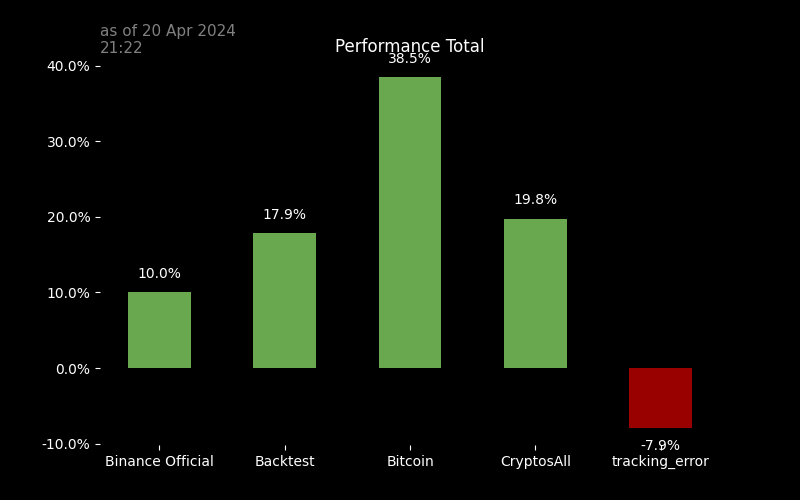 as of 20 Apr 2024
21:22
Performance Total
40.0%
30.0%
20.0%
10.0%
0.0%
-10.0%
10.0%
17.9%
38.5%
19.8%
-7.9%
Binance Official
Backtest
Bitcoin
CryptosAll
tracking_error